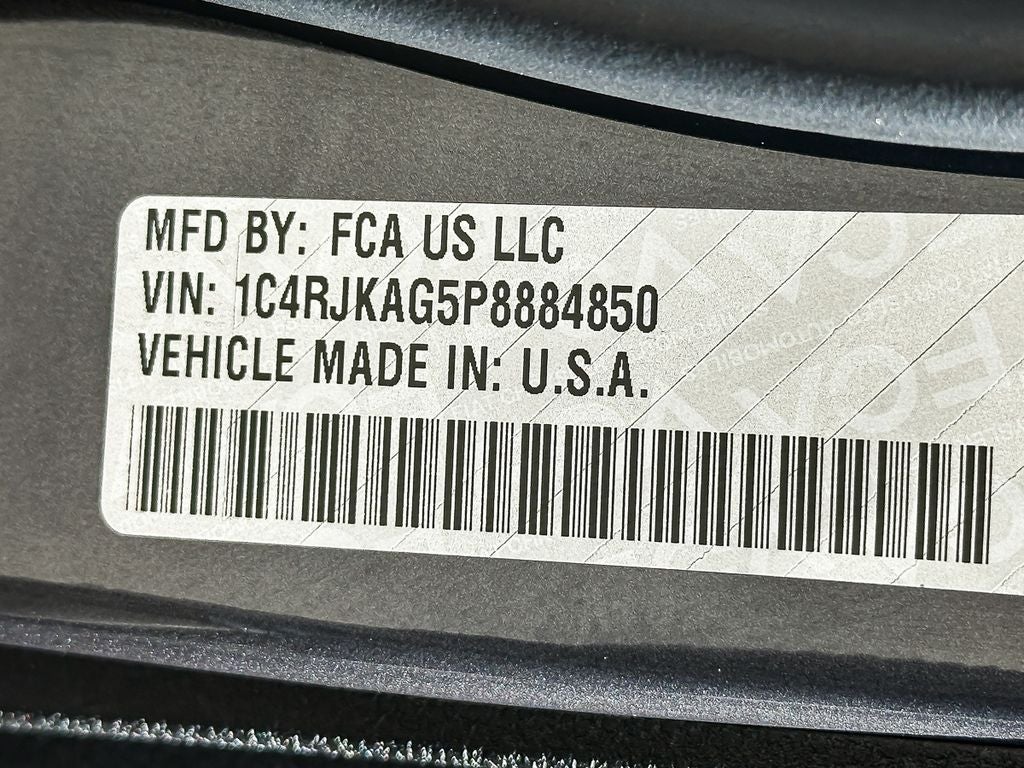 MFD BY: FCA US LLC
VIN: 1C4RJKAG5P8884850
VEHICLE MADE IN: U.S.A.